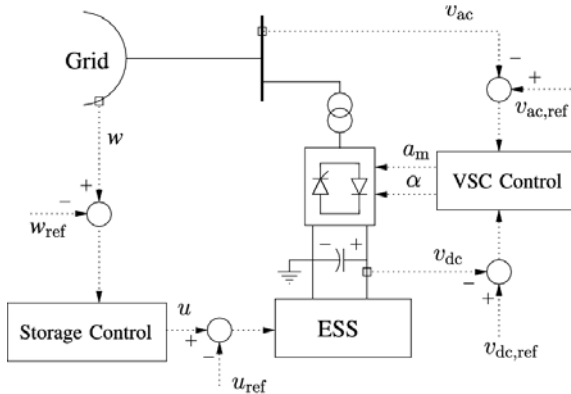 v_ac
Grid
v_ac,ref
w
a_m
α
VSC Control
w_ref
v_dc
Storage Control
u
ESS
v_dc,ref
u_ref